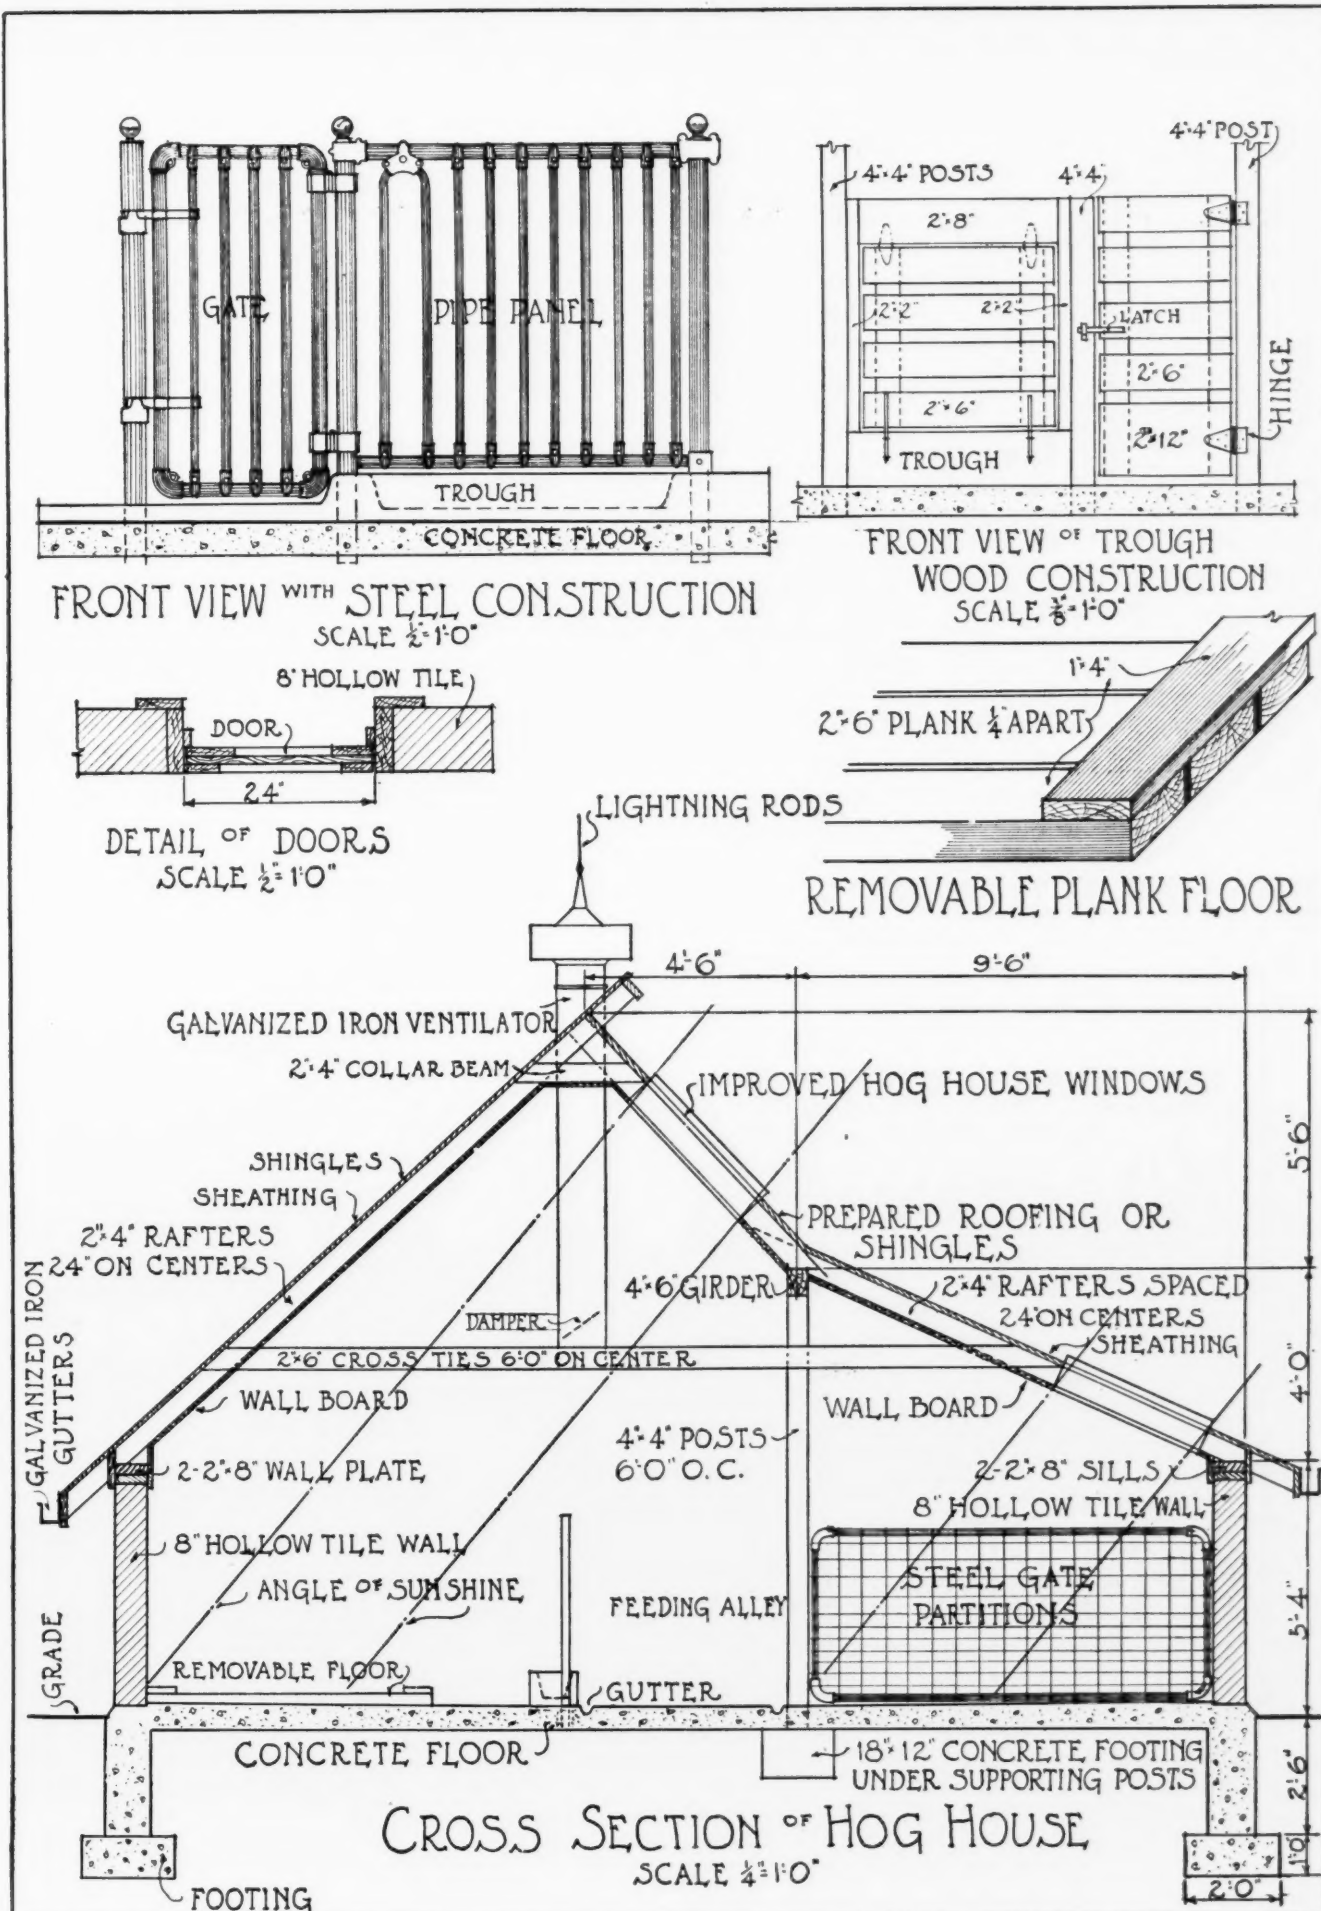 4"×4" POST
4"×4" POSTS
4"×4"
2"×8"
GATE
PIPE PANEL
2"×2"
2"×2"
LATCH
2"×6"
HINGE
2"×6"
2"×12"
TROUGH
TROUGH
CONCRETE FLOOR
FRONT VIEW WITH STEEL CONSTRUCTION
SCALE ½"=1'-0"
FRONT VIEW OF TROUGH
WOOD CONSTRUCTION
SCALE ⅜"=1'-0"
8" HOLLOW TILE
DOOR
24"
DETAIL OF DOORS
SCALE ½"=1'-0"
1"×4"
2"×6" PLANK ¼" APART
REMOVABLE PLANK FLOOR
LIGHTNING RODS
4'-6"
9'-6"
GALVANIZED IRON VENTILATOR
2"×4" COLLAR BEAM
IMPROVED HOG HOUSE WINDOWS
5'-6"
SHINGLES
SHEATHING
2"×4" RAFTERS
24" ON CENTERS
PREPARED ROOFING OR
SHINGLES
4"×6" GIRDER
2"×4" RAFTERS SPACED
24" ON CENTERS
SHEATHING
GALVANIZED IRON
GUTTERS
DAMPER
2"×6" CROSS TIES 6'-0" ON CENTER
4'-0"
WALL BOARD
WALL BOARD
4"×4" POSTS
6'-0" O. C.
2-2"×8" WALL PLATE
2-2"×8" SILLS
8" HOLLOW TILE WALL
8" HOLLOW TILE WALL
ANGLE OF SUNSHINE
FEEDING ALLEY
STEEL GATE
PARTITIONS
5'-4"
GRADE
REMOVABLE FLOOR
GUTTER
CONCRETE FLOOR
18"×12" CONCRETE FOOTING
UNDER SUPPORTING POSTS
2'-6"
CROSS SECTION OF HOG HOUSE
SCALE ¼"=1'-0"
1'-0"
2'-0"
FOOTING